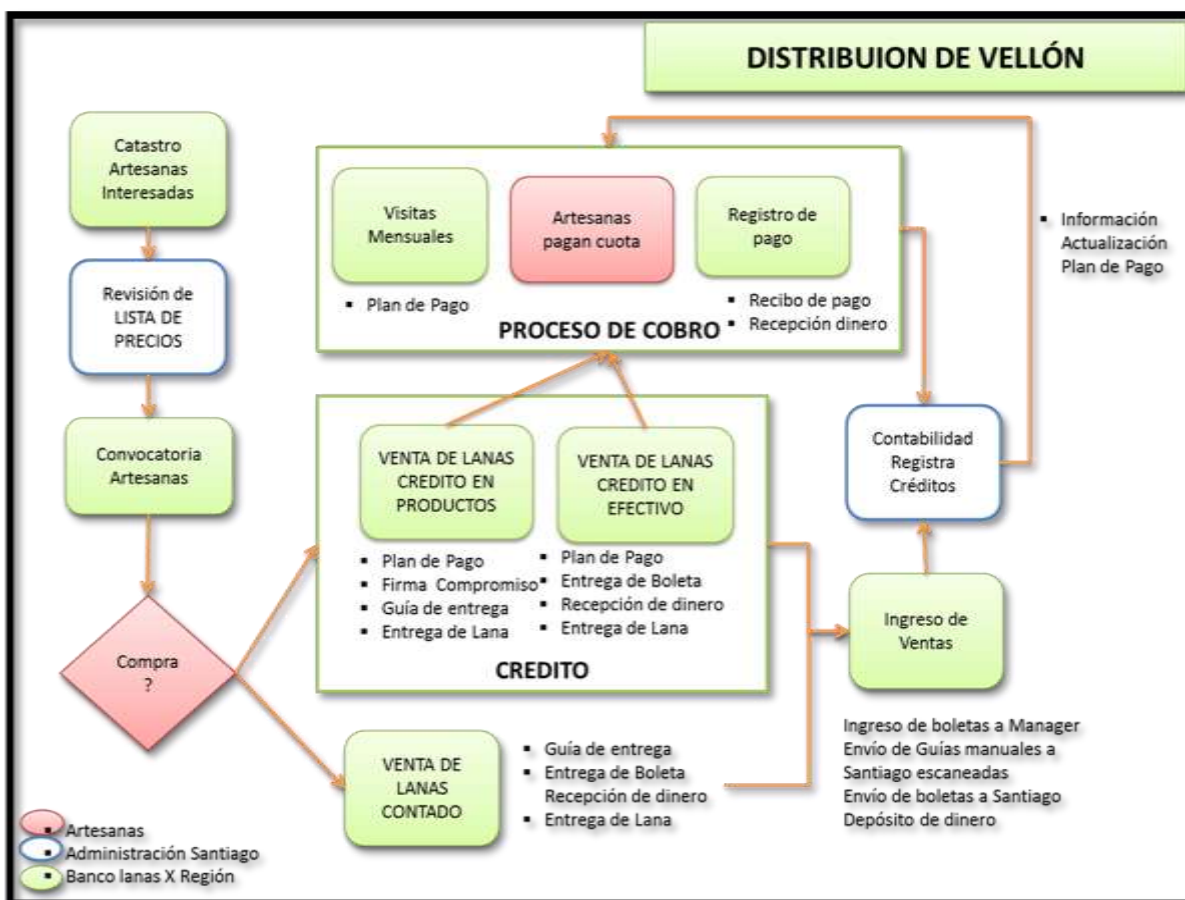 DISTRIBUION DE VELLÓN
Catastro
Artesanas
Interesadas
Revisión de
LISTA DE
PRECIOS
Convocatoria
Artesanas
Compra
?
Visitas
Mensuales
▪ Plan de Pago
Artesanas
pagan cuota
Registro de
pago
▪ Recibo de pago
▪ Recepción dinero
PROCESO DE COBRO
▪ Información
Actualización
Plan de Pago
VENTA DE LANAS
CREDITO EN
PRODUCTOS
▪ Plan de Pago
▪ Firma Compromiso
▪ Guía de entrega
▪ Entrega de Lana
VENTA DE LANAS
CREDITO EN
EFECTIVO
▪ Plan de Pago
▪ Entrega de Boleta
▪ Recepción de dinero
▪ Entrega de Lana
CREDITO
Contabilidad
Registra
Créditos
Ingreso de
Ventas
Ingreso de boletas a Manager
Envío de Guías manuales a
Santiago escaneadas
Envío de boletas a Santiago
Depósito de dinero
VENTA DE
LANAS
CONTADO
▪ Guía de entrega
▪ Entrega de Boleta
Recepción de dinero
▪ Entrega de Lana
▪ Artesanas
▪ Administración Santiago
▪ Banco lanas X Región